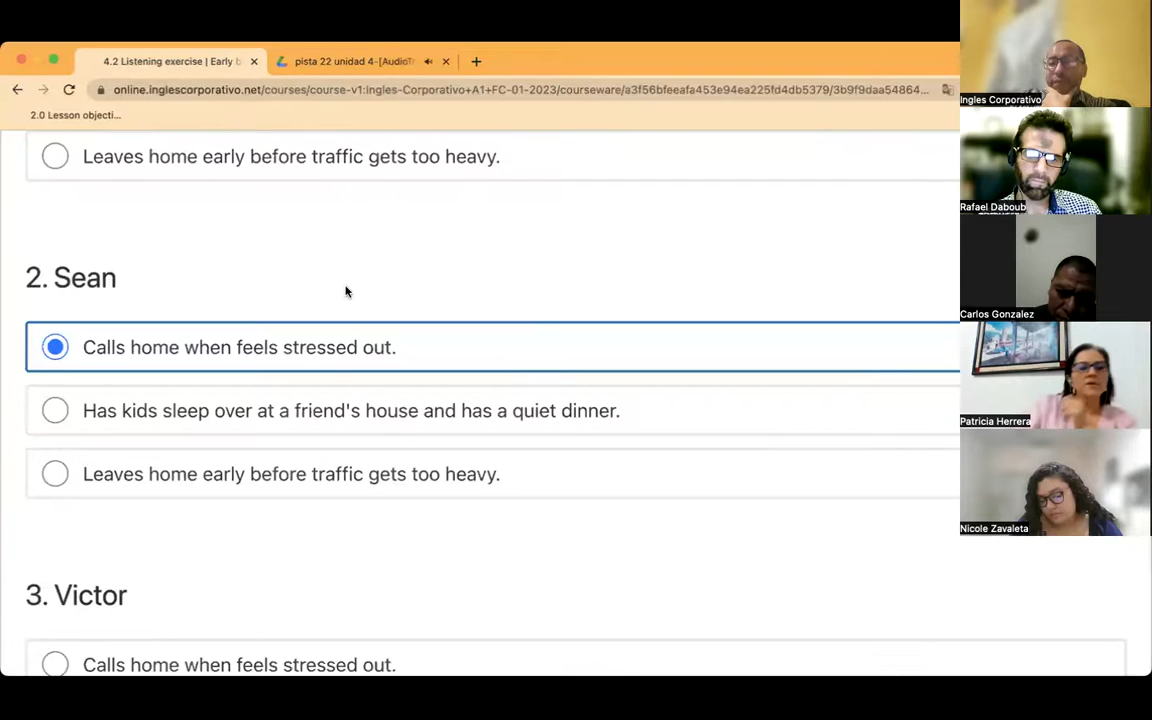 4.2 Listening exercise | Early b
pista 22 unidad 4-[AudioTr
online.inglescorporativo.net/courses/course-v1:Ingles-Corporativo+A1+FC-01-2023/courseware/a3f56bfeeafa453e94ea225fd4db5379/3b9f9daa54864...
2.0 Lesson objecti...
Leaves home early before traffic gets too heavy.
2. Sean
Calls home when feels stressed out.
Has kids sleep over at a friend's house and has a quiet dinner.
Leaves home early before traffic gets too heavy.
3. Victor
Calls home when feels stressed out.
Ingles Corporativo
Rafael Daboub
Carlos Gonzalez
Patricia Herrera
Nicole Zavaleta